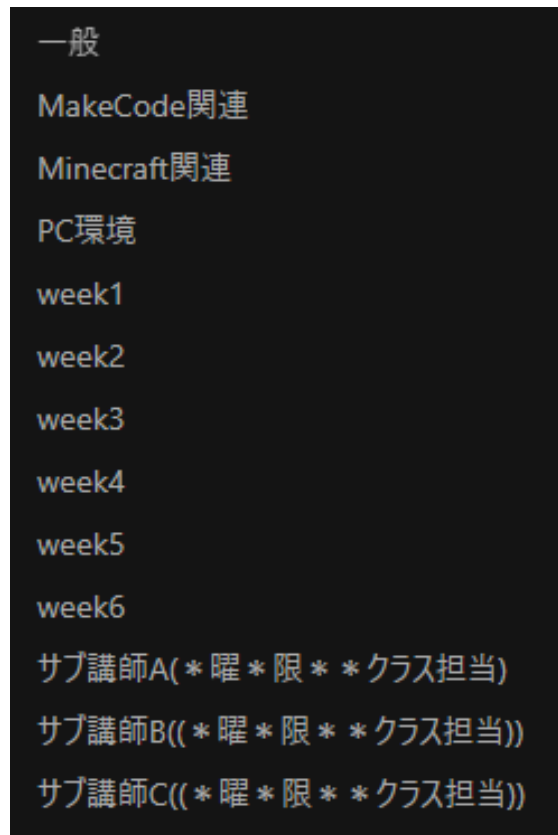 一般
MakeCode関連
Minecraft関連
PC環境
week1
week2
week3
week4
week5
week6
サブ講師A(*曜*限**クラス担当)
サブ講師B((*曜*限**クラス担当))
サブ講師C((*曜*限**クラス担当))